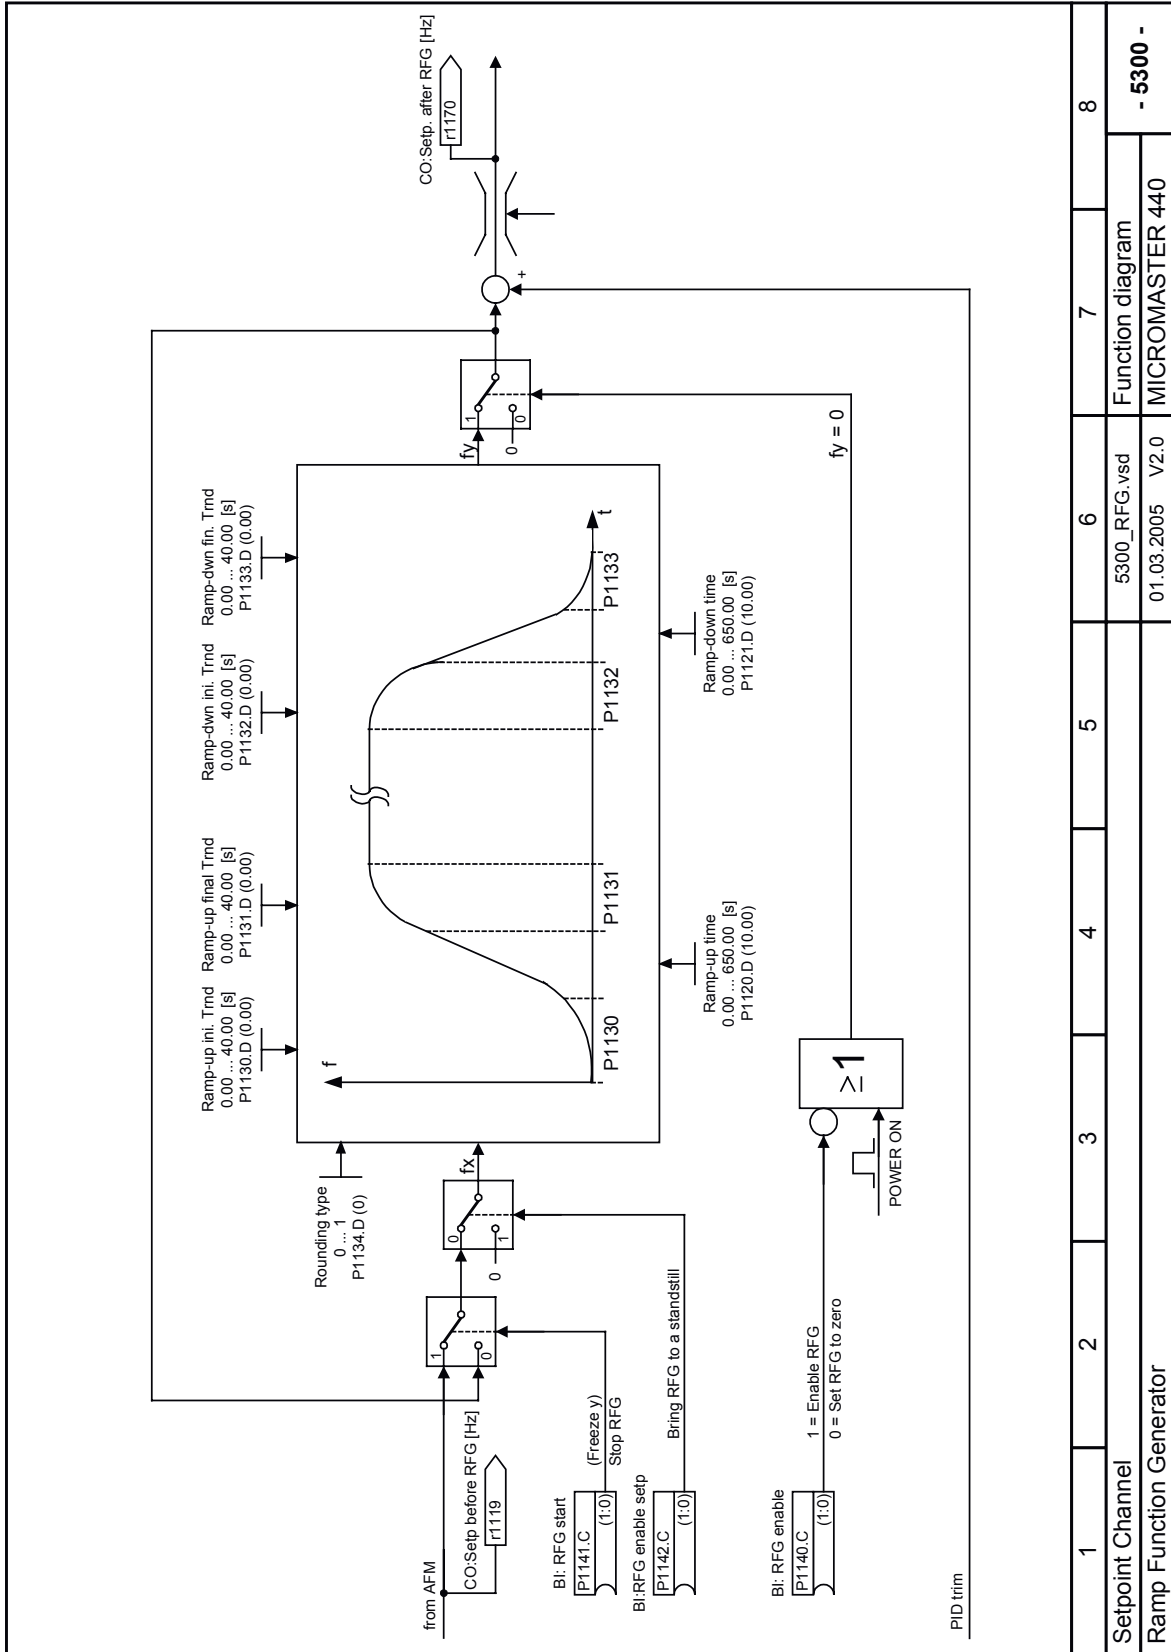 from AFM
CO:Setp before RFG [Hz]
r1119
BI: RFG start
P1141.C
(1:0)
(Freeze y)
Stop RFG
BI:RFG enable setp
P1142.C
(1:0)
Bring RFG to a standstill
BI: RFG enable
P1140.C
(1:0)
1 = Enable RFG
0 = Set RFG to zero
PID trim
1
0
0
1
0
fx
Rounding type
0 ... 1
P1134.D (0)
POWER ON
≥1
Ramp-up ini. Trnd
0.00 ... 40.00 [s]
P1130.D (0.00)
Ramp-up final Trnd
0.00 ... 40.00 [s]
P1131.D (0.00)
Ramp-dwn ini. Trnd
0.00 ... 40.00 [s]
P1132.D (0.00)
Ramp-dwn fin. Trnd
0.00 ... 40.00 [s]
P1133.D (0.00)
f
t
P1130
P1131
P1132
P1133
Ramp-up time
0.00 ... 650.00 [s]
P1120.D (10.00)
Ramp-down time
0.00 ... 650.00 [s]
P1121.D (10.00)
fy
1
0
0
fy = 0
+
CO:Setp. after RFG [Hz]
r1170
1 2 3 4 5 6 7 8
Setpoint Channel
Ramp Function Generator
5300_RFG.vsd
01.03.2005 V2.0
Function diagram
MICROMASTER 440
- 5300 -